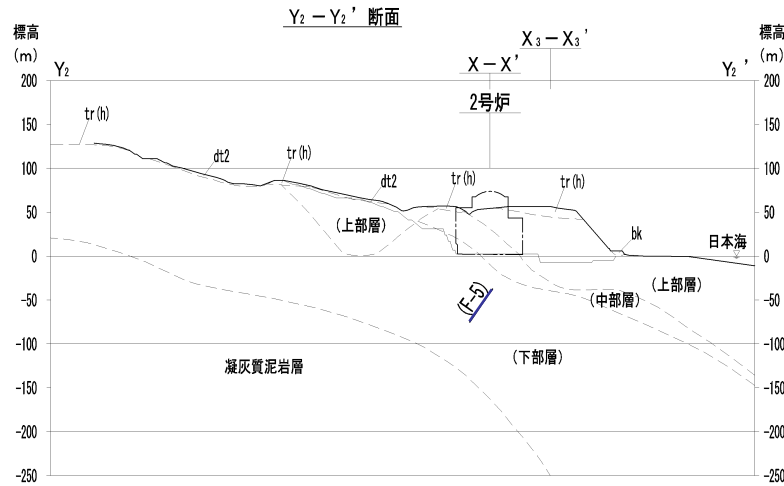 Y₂－Y₂’断面
標高
(m)
標高
(m)
X₃－X₃’
X－X’
2号炉
Y₂
Y₂’
200
200
150
150
100
100
50
50
0
0
-50
-50
-100
-100
-150
-150
-200
-200
-250
-250
tr(h)
dt2
tr(h)
dt2
tr(h)
tr(h)
(上部層)
bk
日本海
(上部層)
(中部層)
(F-5)
(下部層)
凝灰質泥岩層